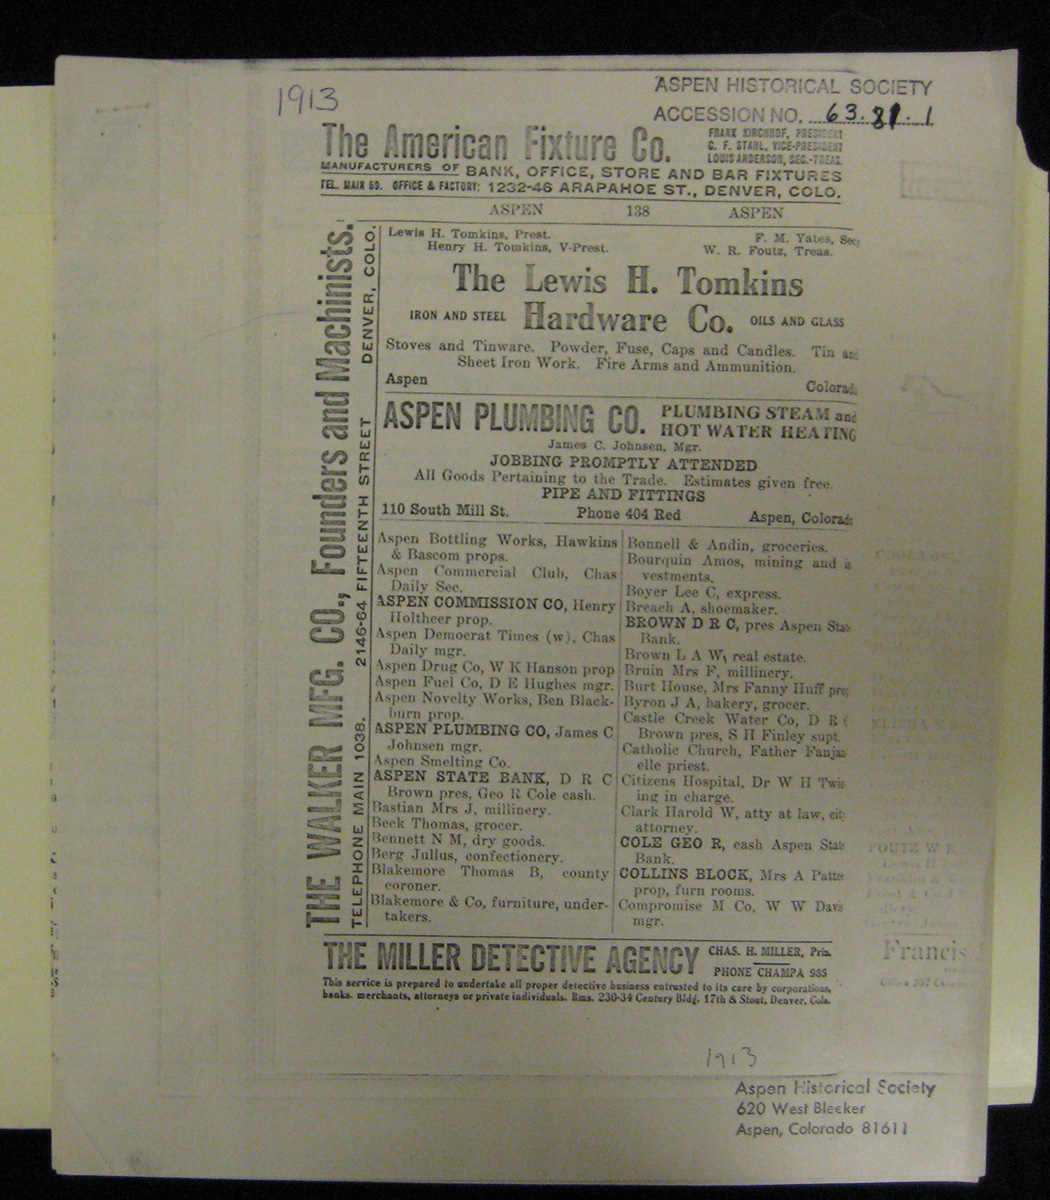 1913
ASPEN HISTORICAL SOCIETY
ACCESSION NO. 63.81.1
The American Fixture Co.
FRANK KIRCHHOF, PRESIDENT
C. F. STAHL, VICE-PRESIDENT
LOUIS ANDERSON, SEC.-TREAS.
MANUFACTURERS OF BANK, OFFICE, STORE AND BAR FIXTURES
TEL. MAIN 59. OFFICE & FACTORY: 1232-46 ARAPAHOE ST., DENVER, COLO.
ASPEN 138 ASPEN
THE WALKER MFG. CO., Founders and Machinists.
TELEPHONE MAIN 1038. 2146-64 FIFTEENTH STREET DENVER, COLO.
Lewis H. Tomkins, Prest. F. M. Yates, Sec
Henry H. Tomkins, V-Prest. W. R. Foutz, Treas.
The Lewis H. Tomkins
IRON AND STEEL Hardware Co. OILS AND GLASS
Stoves and Tinware. Powder, Fuse, Caps and Candles. Tin and
Sheet Iron Work. Fire Arms and Ammunition.
Aspen Colorad
ASPEN PLUMBING CO. PLUMBING STEAM and
HOT WATER HEATING
James C. Johnsen, Mgr.
JOBBING PROMPTLY ATTENDED
All Goods Pertaining to the Trade. Estimates given free.
PIPE AND FITTINGS
110 South Mill St. Phone 404 Red Aspen, Colorad
Aspen Bottling Works, Hawkins
& Bascom props.
Aspen Commercial Club, Chas
Daily Sec.
ASPEN COMMISSION CO, Henry
Holtheer prop.
Aspen Democrat Times (w), Chas
Daily mgr.
Aspen Drug Co, W K Hanson prop
Aspen Fuel Co, D E Hughes mgr.
Aspen Novelty Works, Ben Black-
burn prop.
ASPEN PLUMBING CO, James C
Johnsen mgr.
Aspen Smelting Co.
ASPEN STATE BANK, D R C
Brown pres, Geo R Cole cash.
Bastian Mrs J, millinery.
Beck Thomas, grocer.
Bennett N M, dry goods.
Berg Julius, confectionery.
Blakemore Thomas B, county
coroner.
Blakemore & Co, furniture, under-
takers.
Bonnell & Andin, groceries.
Bourquin Amos, mining and in
vestments.
Boyer Lee C, express.
Breach A, shoemaker.
BROWN D R C, pres Aspen State
Bank.
Brown L A W, real estate.
Bruin Mrs F, millinery.
Burt House, Mrs Fanny Huff pro
Byron J A, bakery, grocer.
Castle Creek Water Co, D R C
Brown pres, S H Finley supt.
Catholic Church, Father Fanja
elle priest.
Citizens Hospital, Dr W H Twin
ing in charge.
Clark Harold W, atty at law, city
attorney.
COLE GEO R, cash Aspen State
Bank.
COLLINS BLOCK, Mrs A Patte
prop, furn rooms.
Compromise M Co, W W Davis
mgr.
THE MILLER DETECTIVE AGENCY CHAS. H. MILLER, Prin.
PHONE CHAMPA 985
This service is prepared to undertake all proper detective business entrusted to its care by corporations,
banks, merchants, attorneys or private individuals. Rms. 230-34 Century Bldg. 17th & Stout, Denver, Colo.
FOUTZ W R
Francis
1913
Aspen Historical Society
620 West Bleeker
Aspen, Colorado 81611